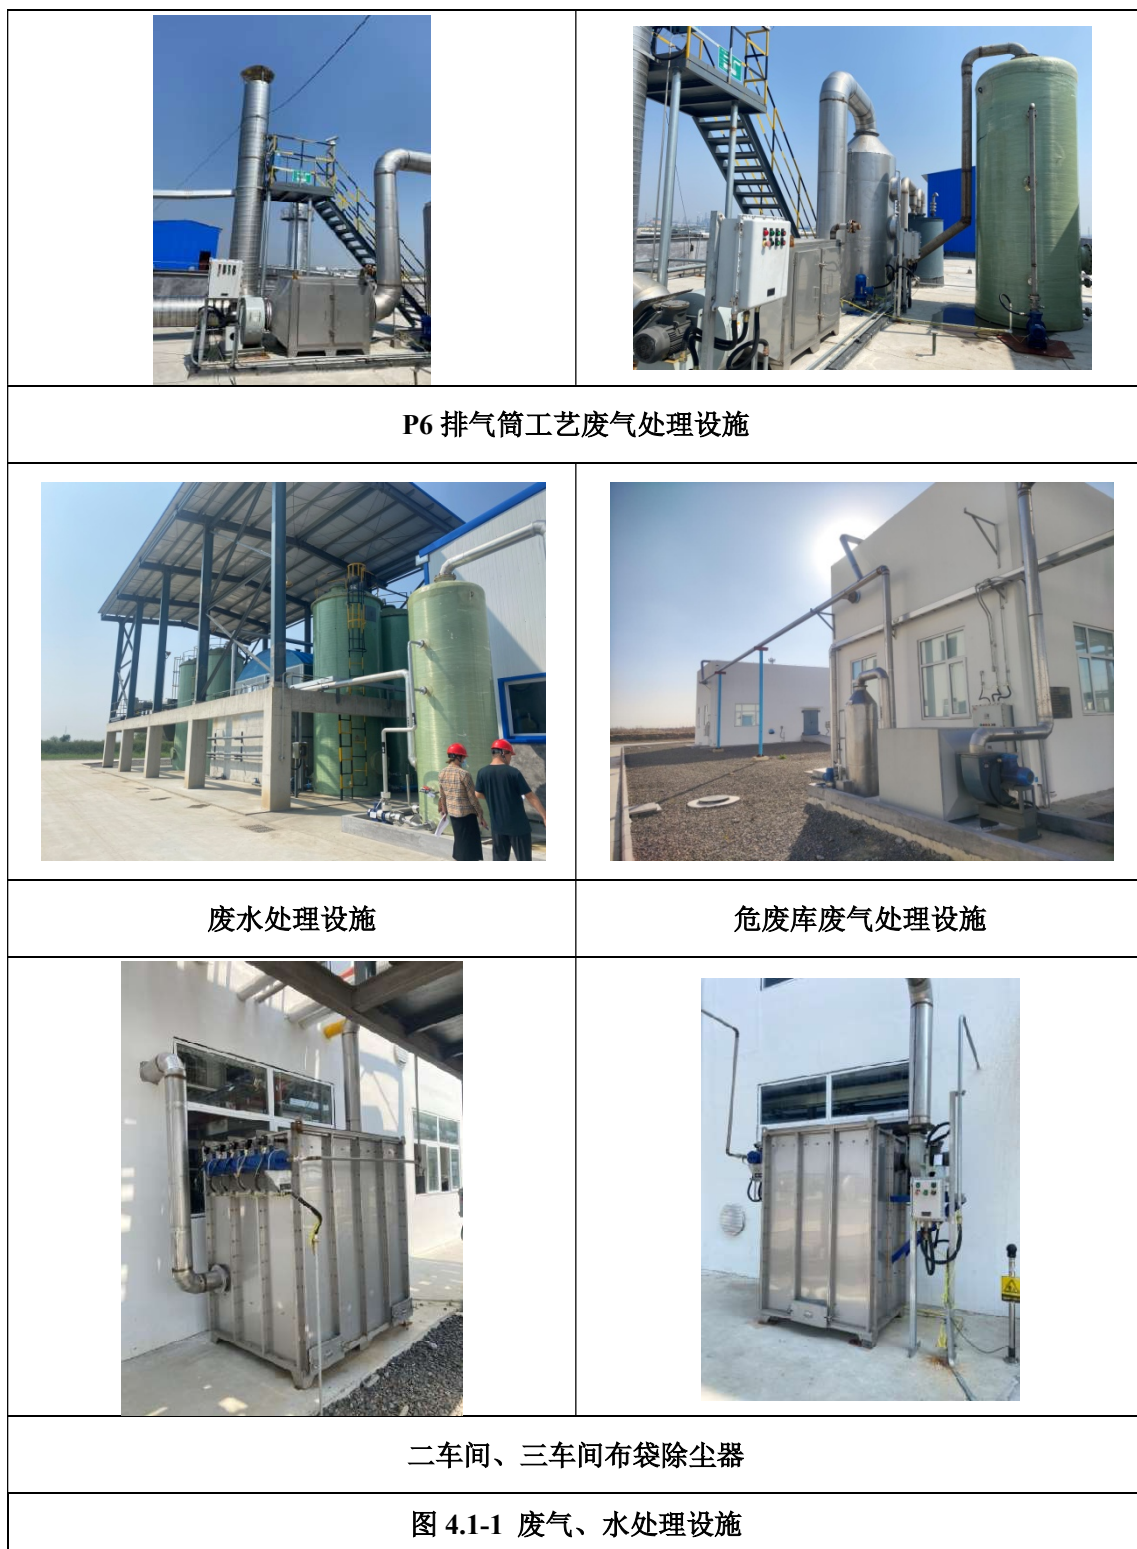 P6 排气筒工艺废气处理设施
废水处理设施
危废库废气处理设施
二车间、三车间布袋除尘器
图 4.1-1 废气、水处理设施